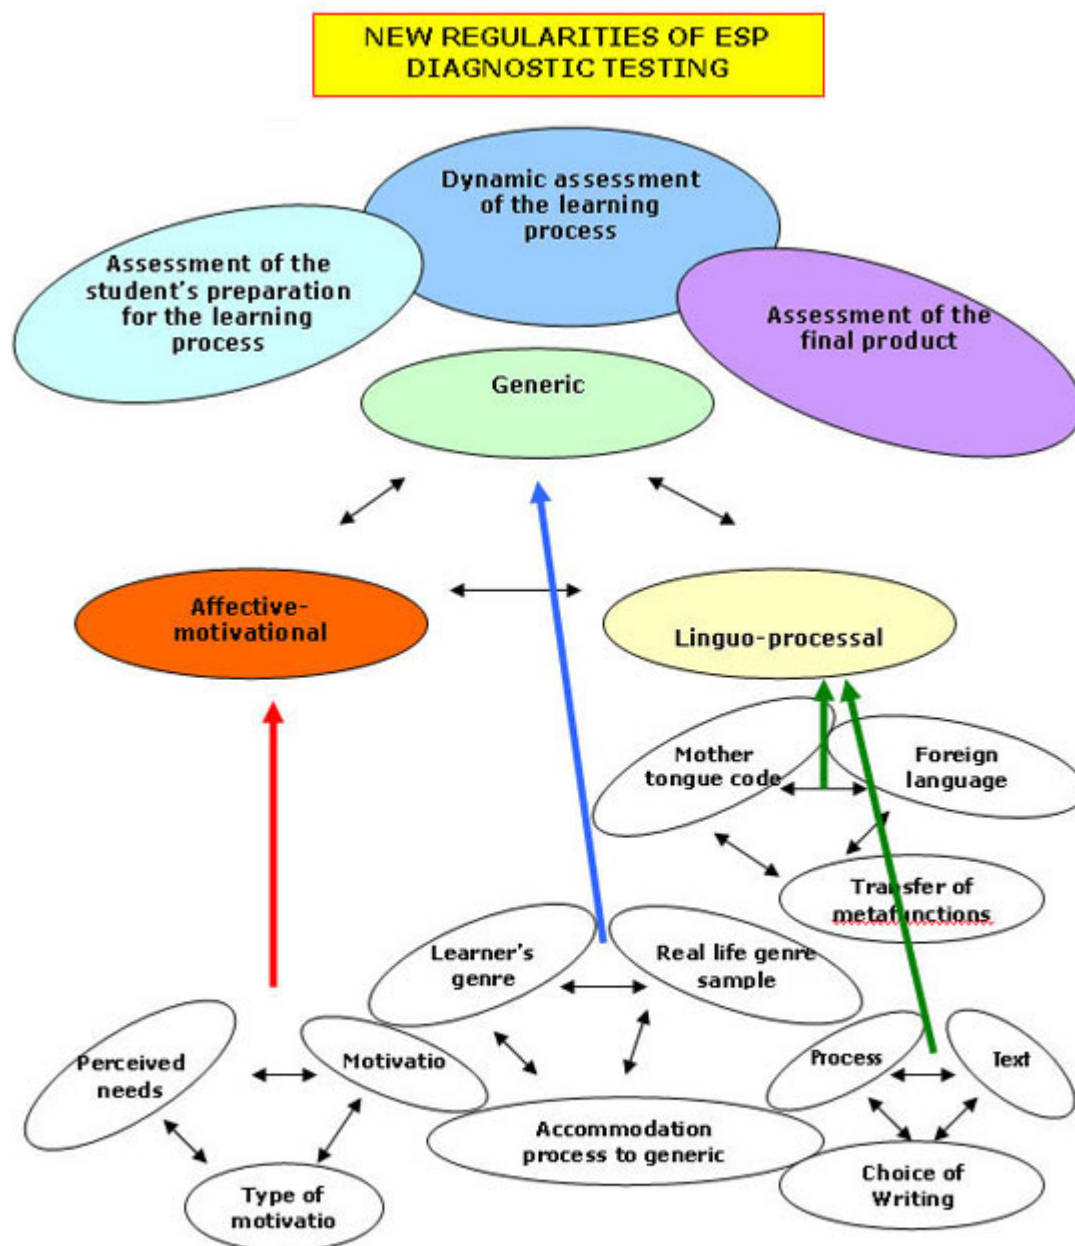 NEW REGULARITIES OF ESP
DIAGNOSTIC TESTING
Dynamic assessment
of the learning
process
Assessment of the
student's preparation
for the learning
process
Assessment of the
final product
Generic
Affective-
motivational
Linguo-processal
Mother
tongue code
Foreign
language
Transfer of
metafunctions
Learner's
genre
Real life genre
sample
Perceived
needs
Motivatio
Process
Text
Accommodation
process to generic
Type of
motivatio
Choice of
Writing